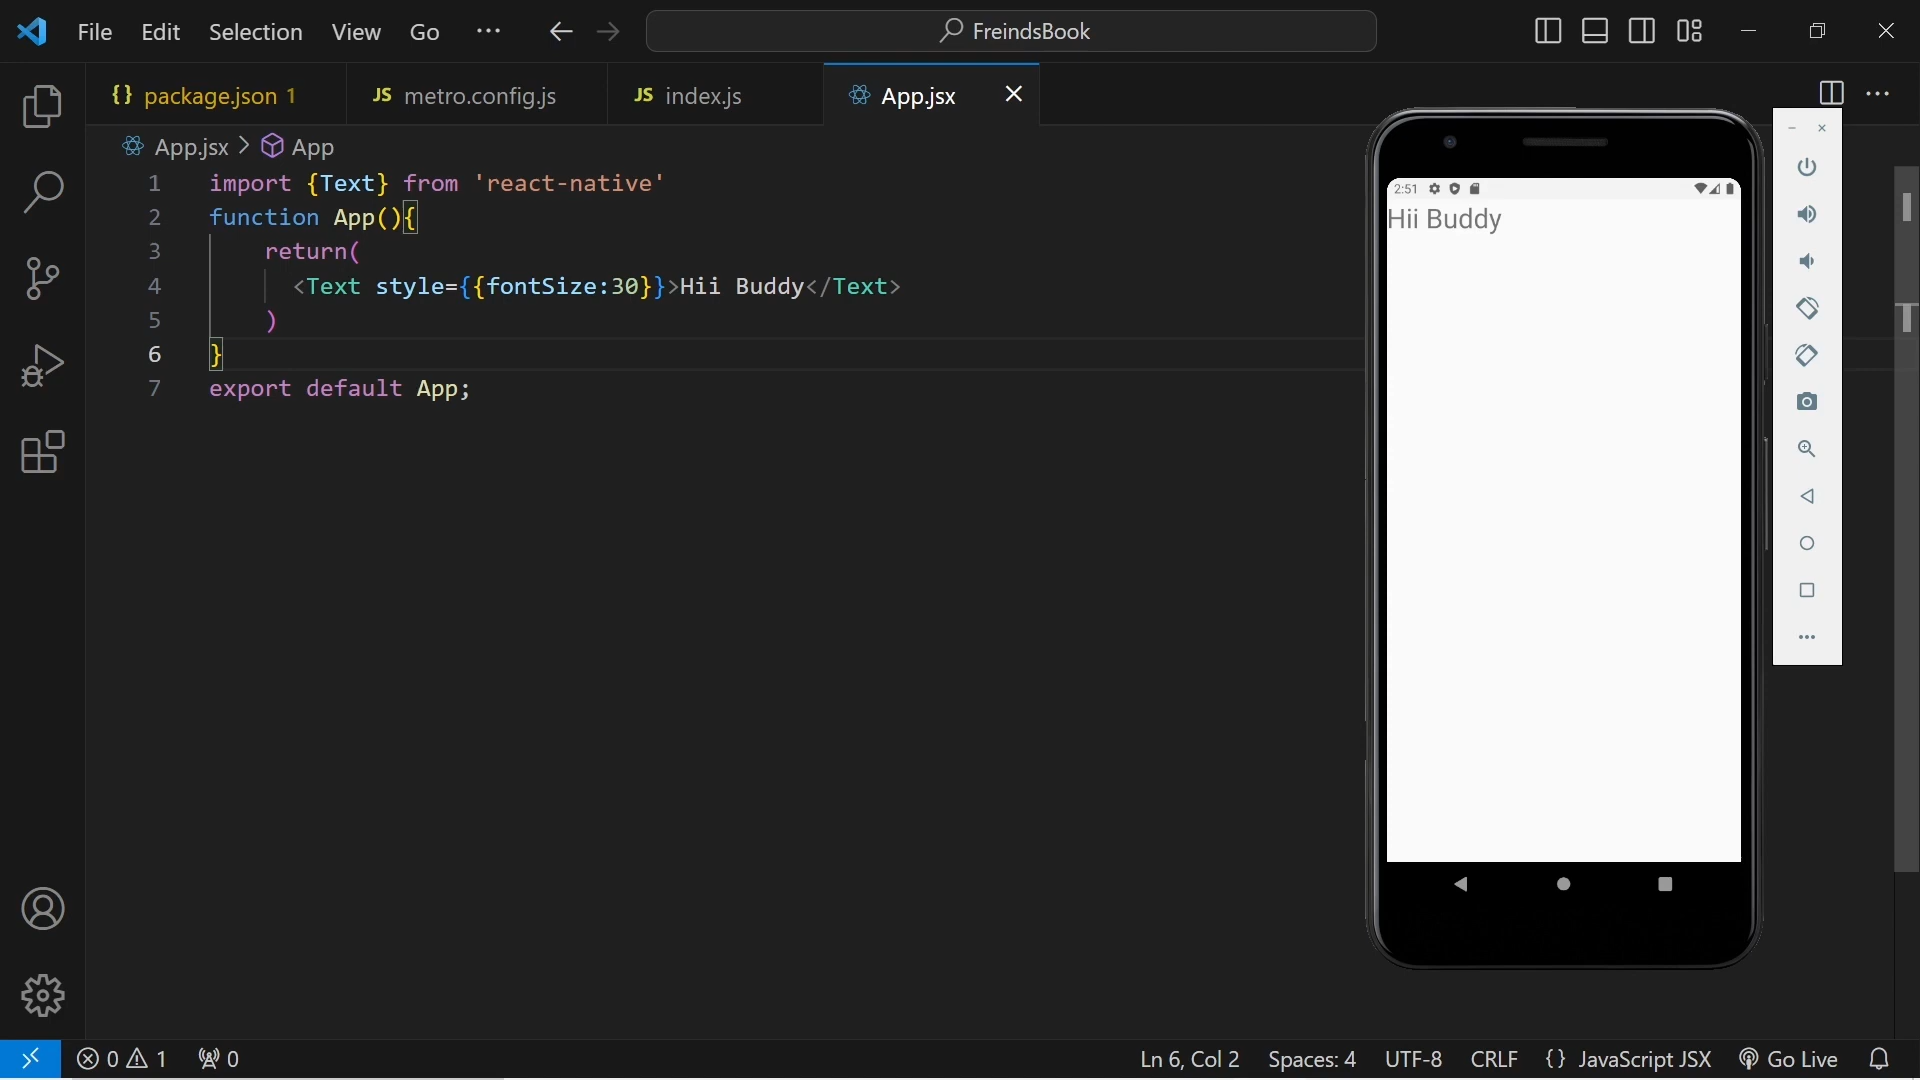 File Edit Selection View Go ··· FreindsBook
{} package.json 1 JS metro.config.js JS index.js App.jsx
App.jsx > App
1 import {Text} from 'react-native'
2 function App(){
3 return(
4 <Text style={{fontSize:30}}>Hii Buddy</Text>
5 )
6 }
7 export default App;
2:51
Hii Buddy
0 1 0 Ln 6, Col 2 Spaces: 4 UTF-8 CRLF {} JavaScript JSX Go Live